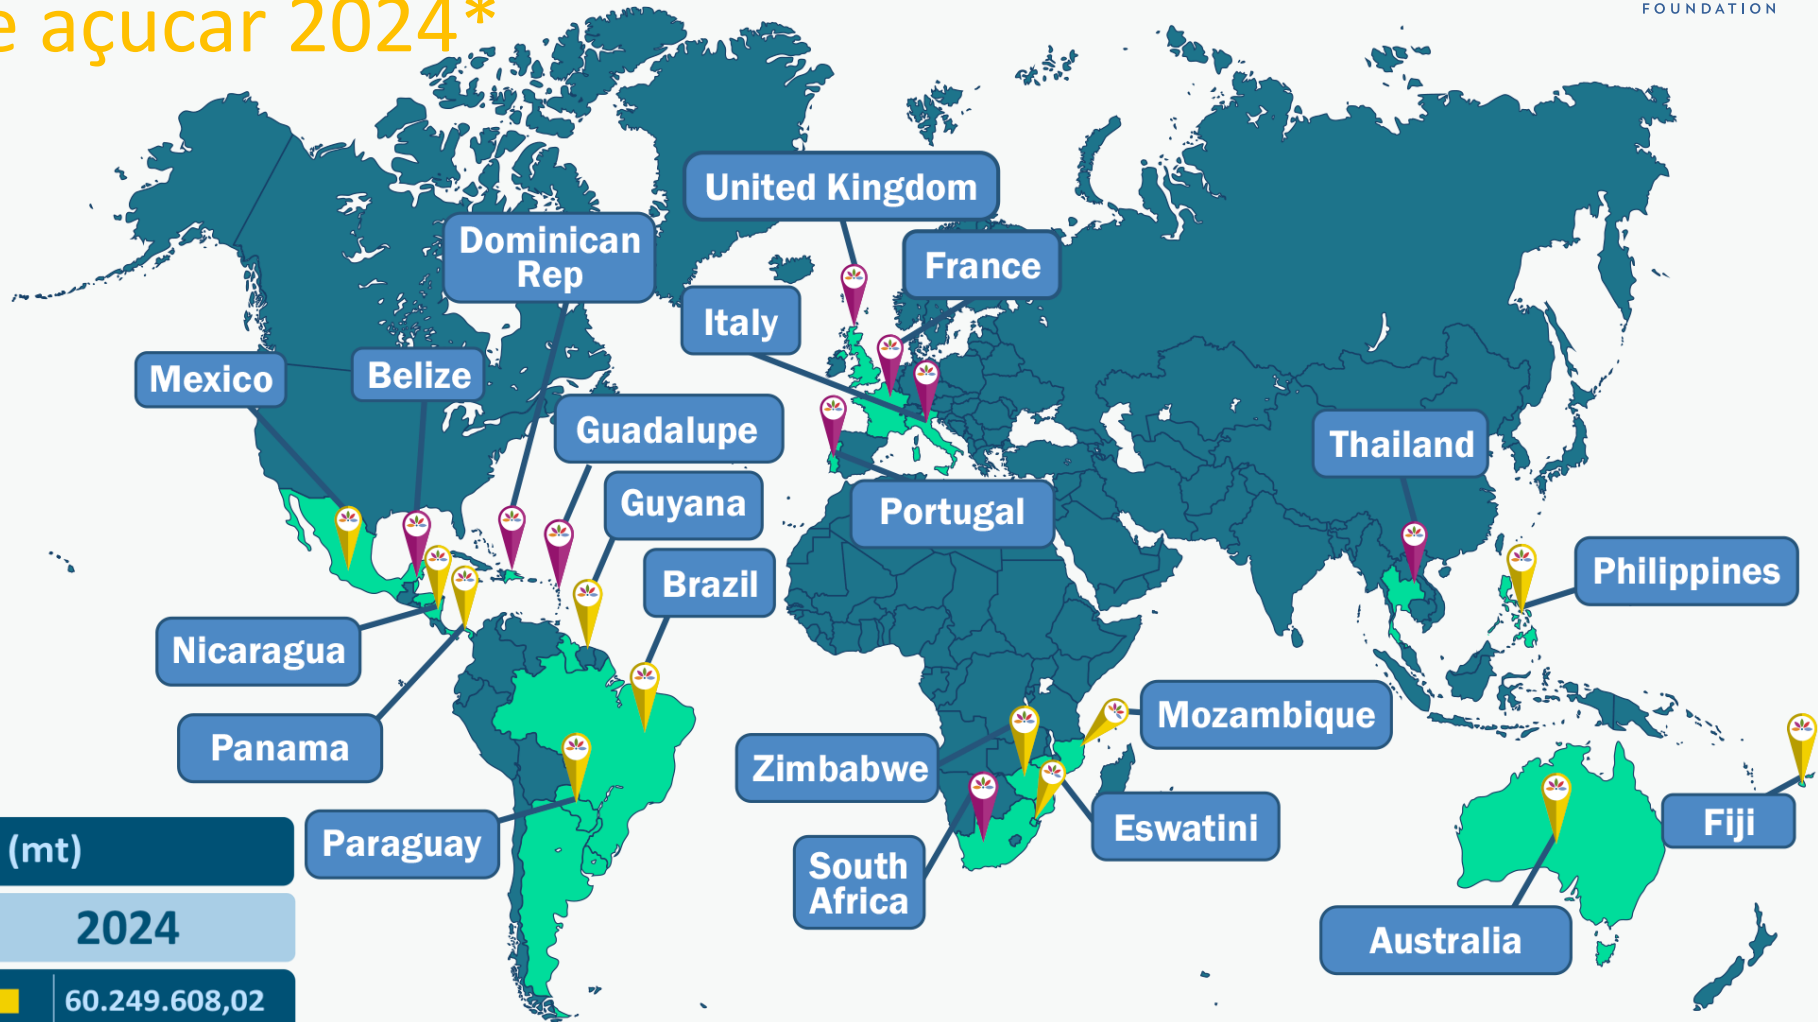 e açucar 2024*
FOUNDATION
United Kingdom
Dominican
Rep
France
Italy
Mexico
Belize
Guadalupe
Thailand
Guyana
Portugal
Brazil
Philippines
Nicaragua
Panama
Mozambique
Zimbabwe
Paraguay
Eswatini
Fiji
South
Africa
Australia
(mt)
2024
60.249.608,02